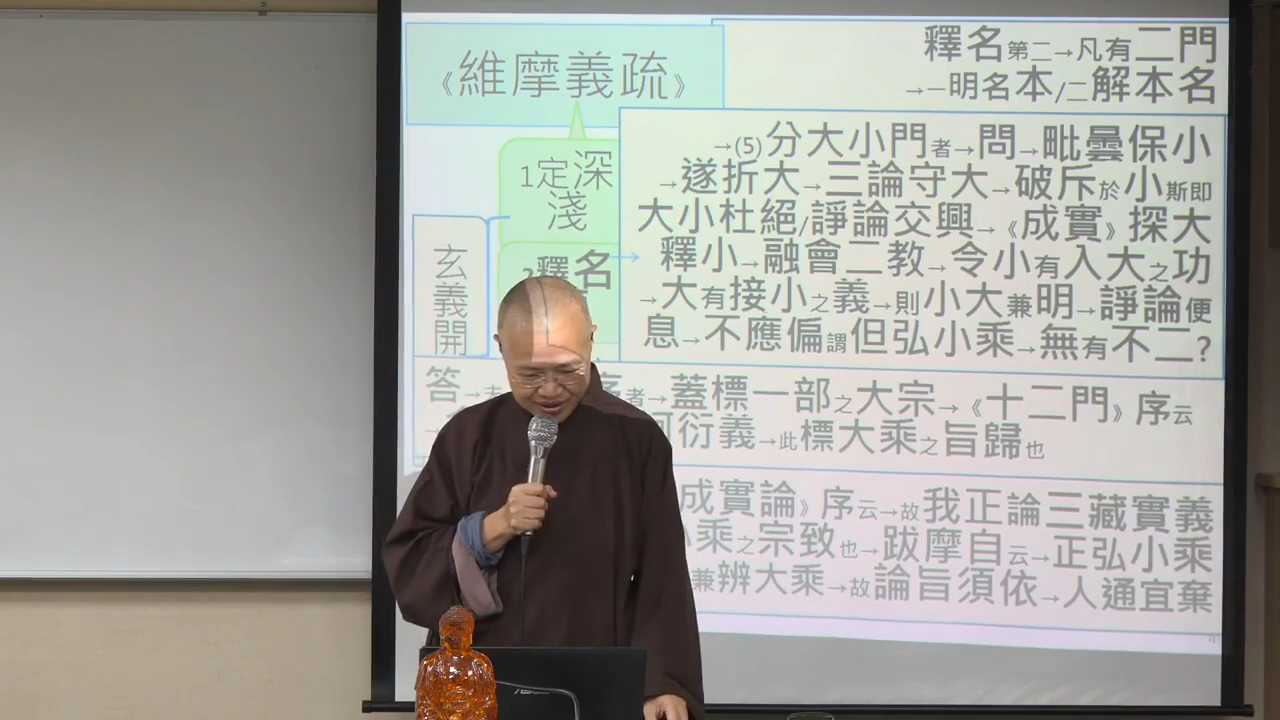 《維摩義疏》
釋名第二→凡有二門
→一明名本/二解本名
1定深
淺
2釋名
玄
義
開
→(5)分大小門者→問→毗曇保小
→遂折大→三論守大→破斥於小斯即
大小杜絕/諍論交興→《成實》探大
釋小→融會二教→令小有入大之功
→大有接小之義→則小大兼明→諍論便
息→不應偏謂但弘小乘→無有不二?
答→序者→蓋標一部之大宗→《十二門》序云
衍義→此標大乘之旨歸也
成實論》序云→故我正論三藏實義
小乘之宗致也→跋摩自云→正弘小乘
兼辨大乘→故論旨須依→人通宜棄